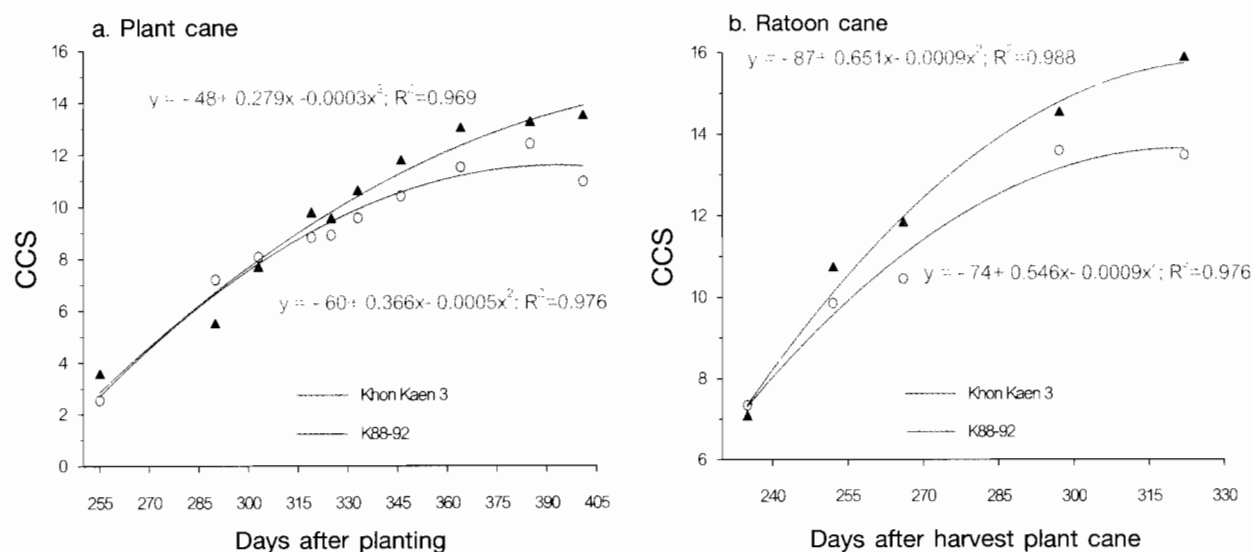 a. Plant cane
16
14
12
10
8
6
4
2
0
CCS
y = - 48+ 0.279x -0.0003x²; R²=0.969
y = - 60+ 0.366x- 0.0005x²; R²=0.976
Khon Kaen 3
K88-92
255 270 285 300 315 330 345 360 375 390 405
Days after planting
b. Ratoon cane
16
14
12
10
8
6
CCS
y = - 87+ 0.651x- 0.0009x²; R²=0.988
y = - 74+ 0.546x- 0.0009x²; R²=0.976
Khon Kaen 3
K88-92
240 255 270 285 300 315 330
Days after harvest plant cane